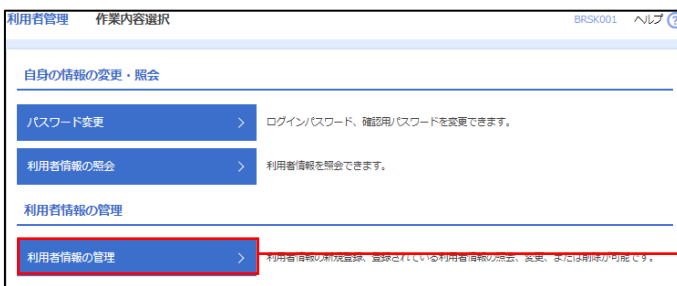 利用者管理 作業内容選択 BRSK001 ヘルプ ?
自身の情報の変更・照会
パスワード変更 ログインパスワード、確認用パスワードを変更できます。
利用者情報の照会 利用者情報を照会できます。
利用者情報の管理
利用者情報の管理 利用者情報の新規登録、登録されている利用者情報の照会、変更、または削除が可能です。